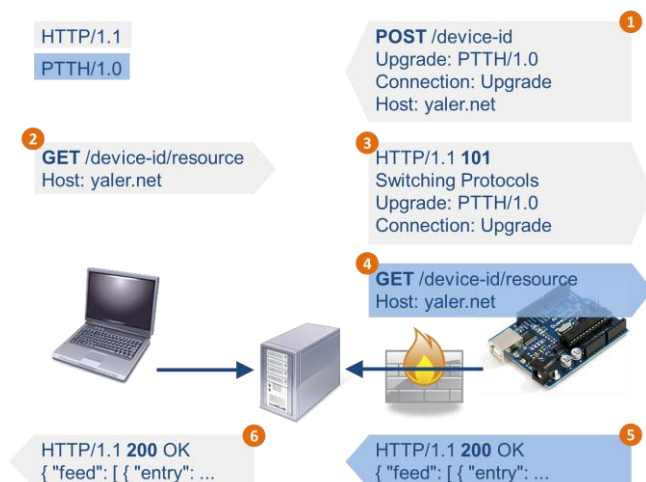 HTTP/1.1
PTTH/1.0
1
POST /device-id
Upgrade: PTTH/1.0
Connection: Upgrade
Host: yaler.net
2
GET /device-id/resource
Host: yaler.net
3
HTTP/1.1 101
Switching Protocols
Upgrade: PTTH/1.0
Connection: Upgrade
4
GET /device-id/resource
Host: yaler.net
5
HTTP/1.1 200 OK
{ "feed": [ { "entry": ...
6
HTTP/1.1 200 OK
{ "feed": [ { "entry": ...